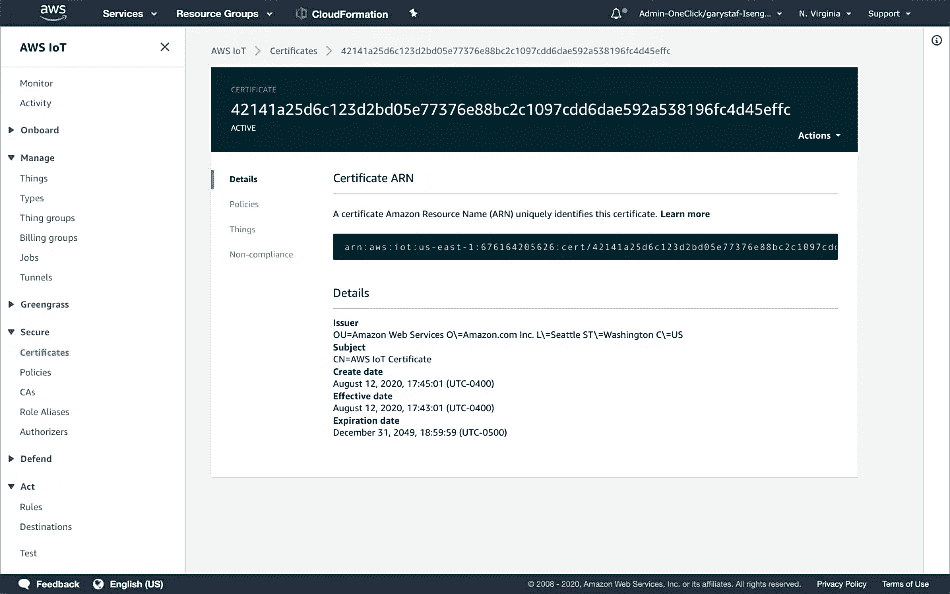 aws
Services
Resource Groups
CloudFormation
Admin-OneClick/garystaf-Iseng...
N. Virginia
Support
AWS IoT
AWS IoT
Certificates
42141a25d6c123d2bd05e77376e88bc2c1097cdd6dae592a538196fc4d45effc
Monitor
Activity
Onboard
Manage
Things
Types
Thing groups
Billing groups
Jobs
Tunnels
Greengrass
Secure
Certificates
Policies
CAs
Role Aliases
Authorizers
Defend
Act
Rules
Destinations
Test
CERTIFICATE
42141a25d6c123d2bd05e77376e88bc2c1097cdd6dae592a538196fc4d45effc
ACTIVE
Actions
Details
Policies
Things
Non-compliance
Certificate ARN
A certificate Amazon Resource Name (ARN) uniquely identifies this certificate. Learn more
arn:aws:iot:us-east-1:676164205626:cert/42141a25d6c123d2bd05e77376e88bc2c1097cdd
Details
Issuer
OU=Amazon Web Services O\=Amazon.com Inc. L\=Seattle ST\=Washington C\=US
Subject
CN=AWS IoT Certificate
Create date
August 12, 2020, 17:45:01 (UTC-0400)
Effective date
August 12, 2020, 17:43:01 (UTC-0400)
Expiration date
December 31, 2049, 18:59:59 (UTC-0500)
Feedback
English (US)
© 2008 - 2020, Amazon Web Services, Inc. or its affiliates. All rights reserved.
Privacy Policy
Terms of Use